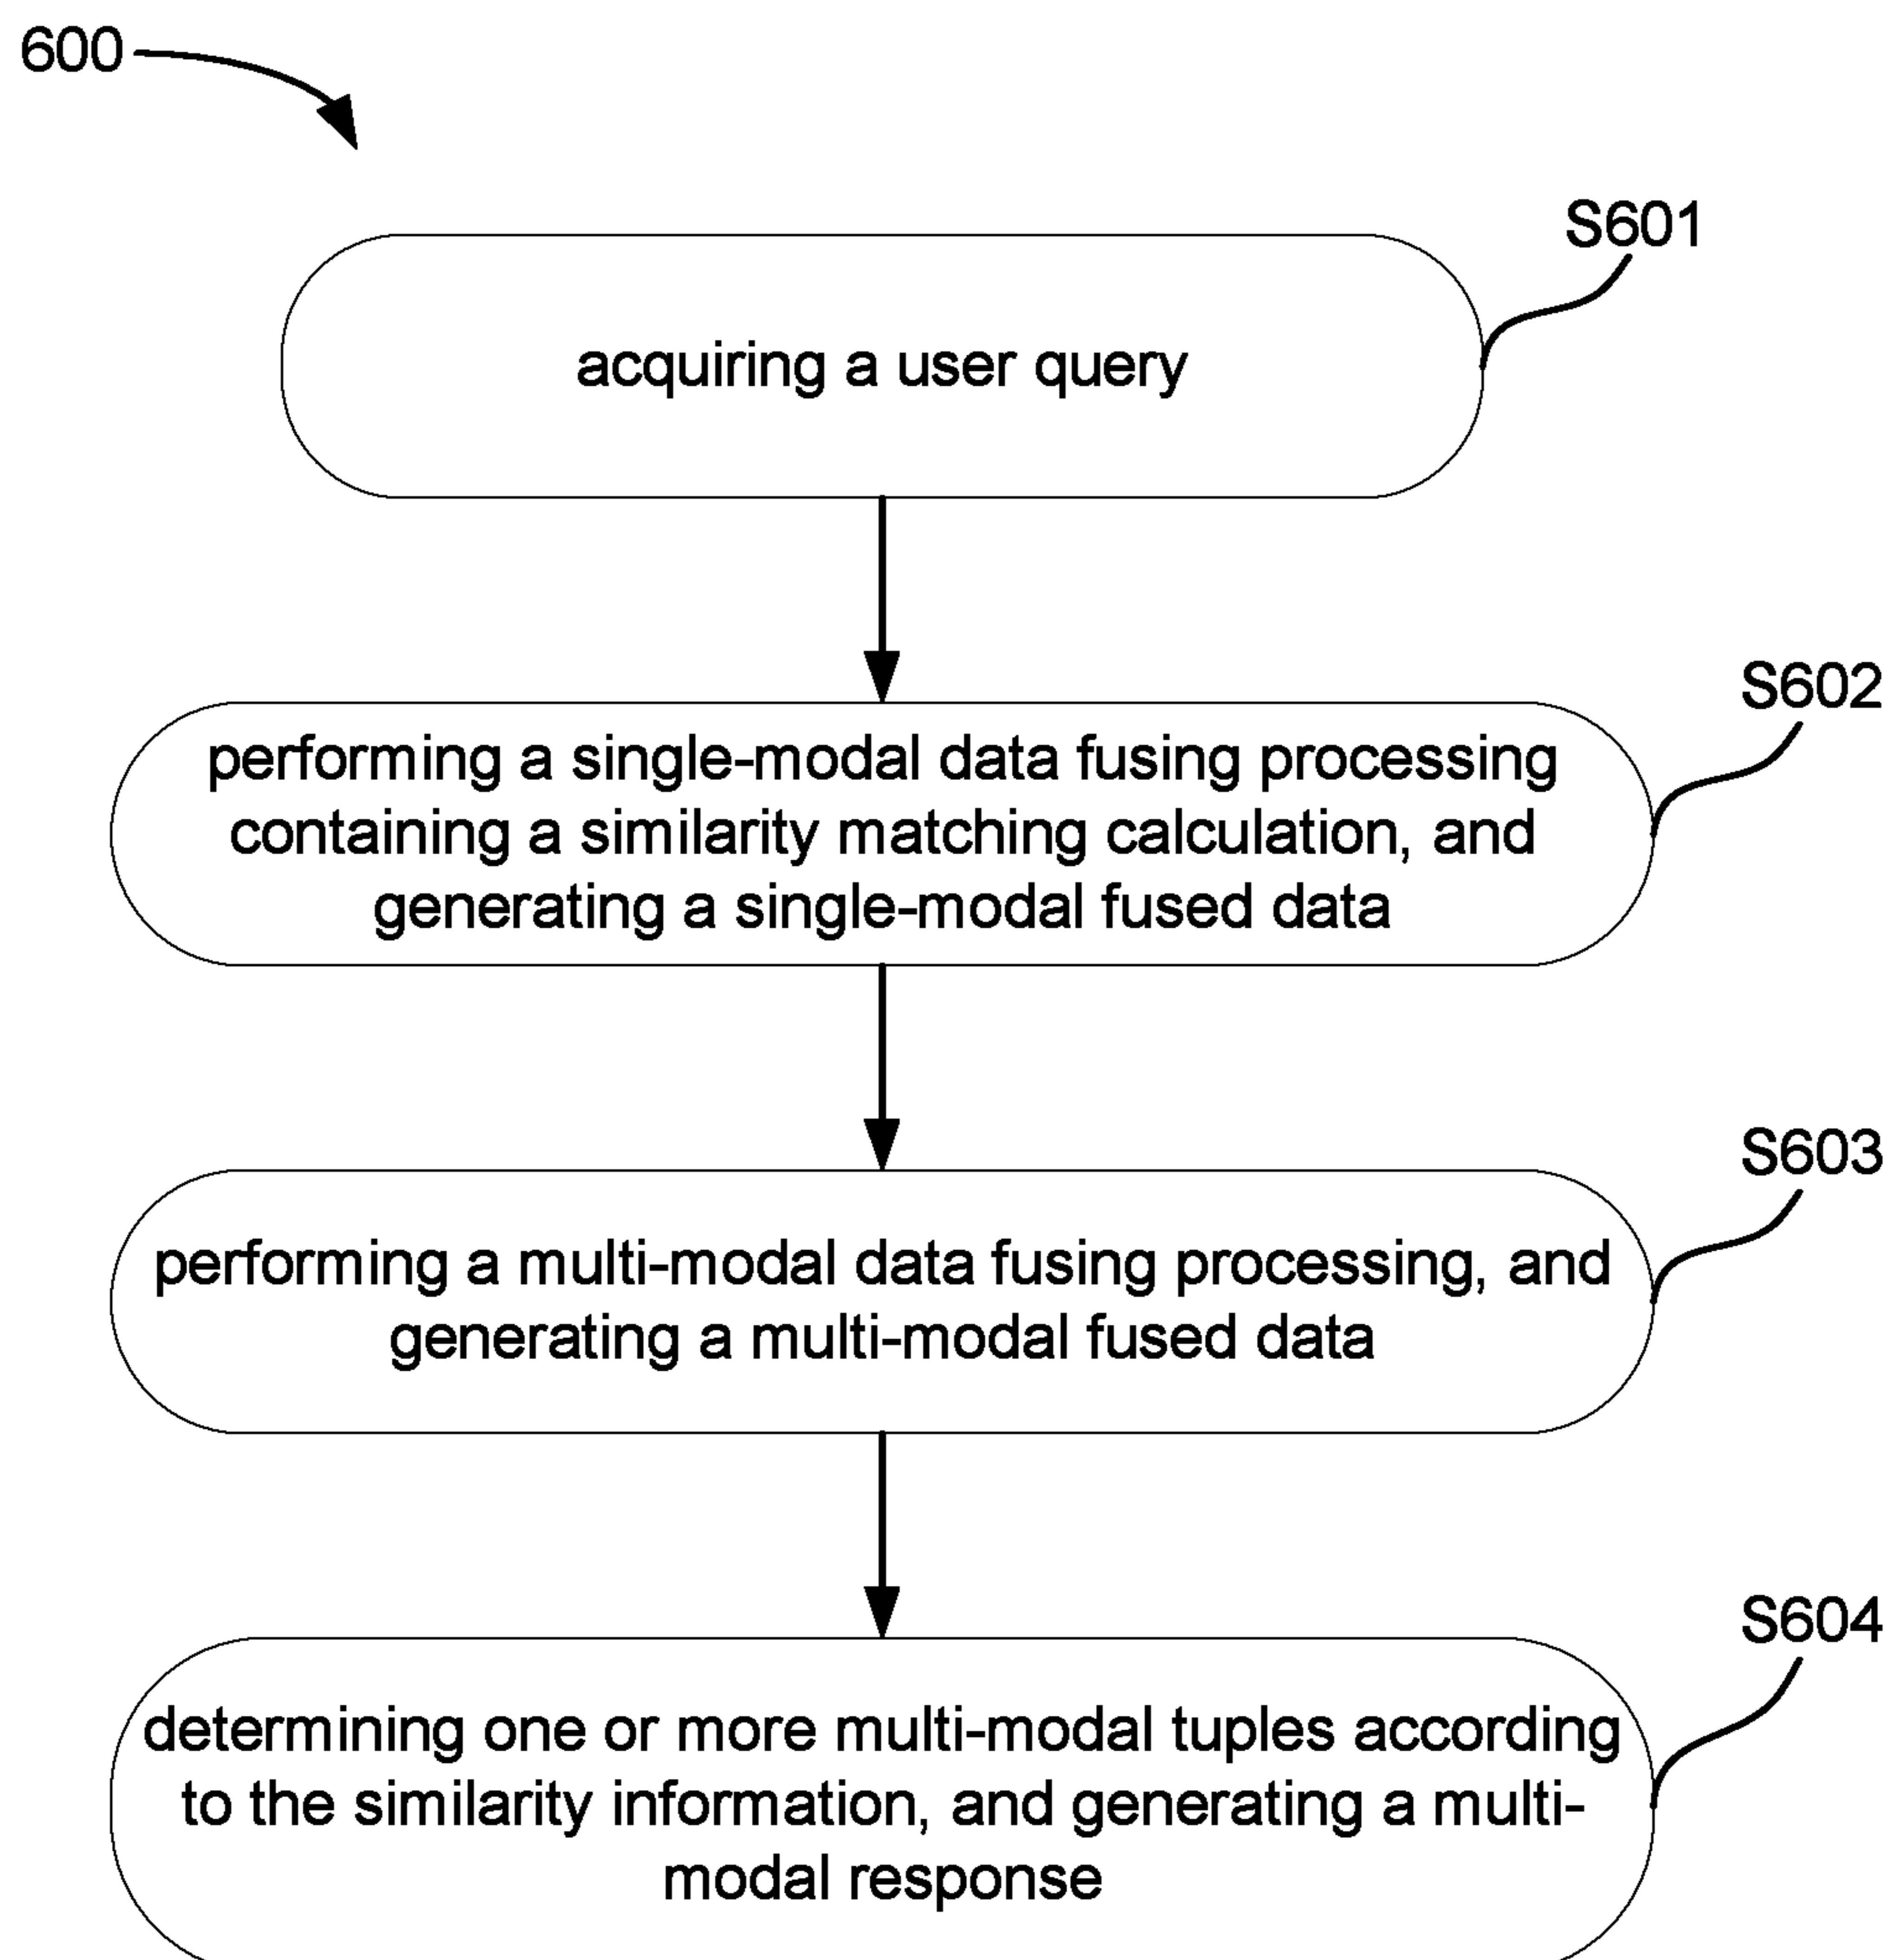 600
S601
acquiring a user query
S602
performing a single-modal data fusing processing
containing a similarity matching calculation, and
generating a single-modal fused data
S603
performing a multi-modal data fusing processing, and
generating a multi-modal fused data
S604
determining one or more multi-modal tuples according
to the similarity information, and generating a multi-
modal response